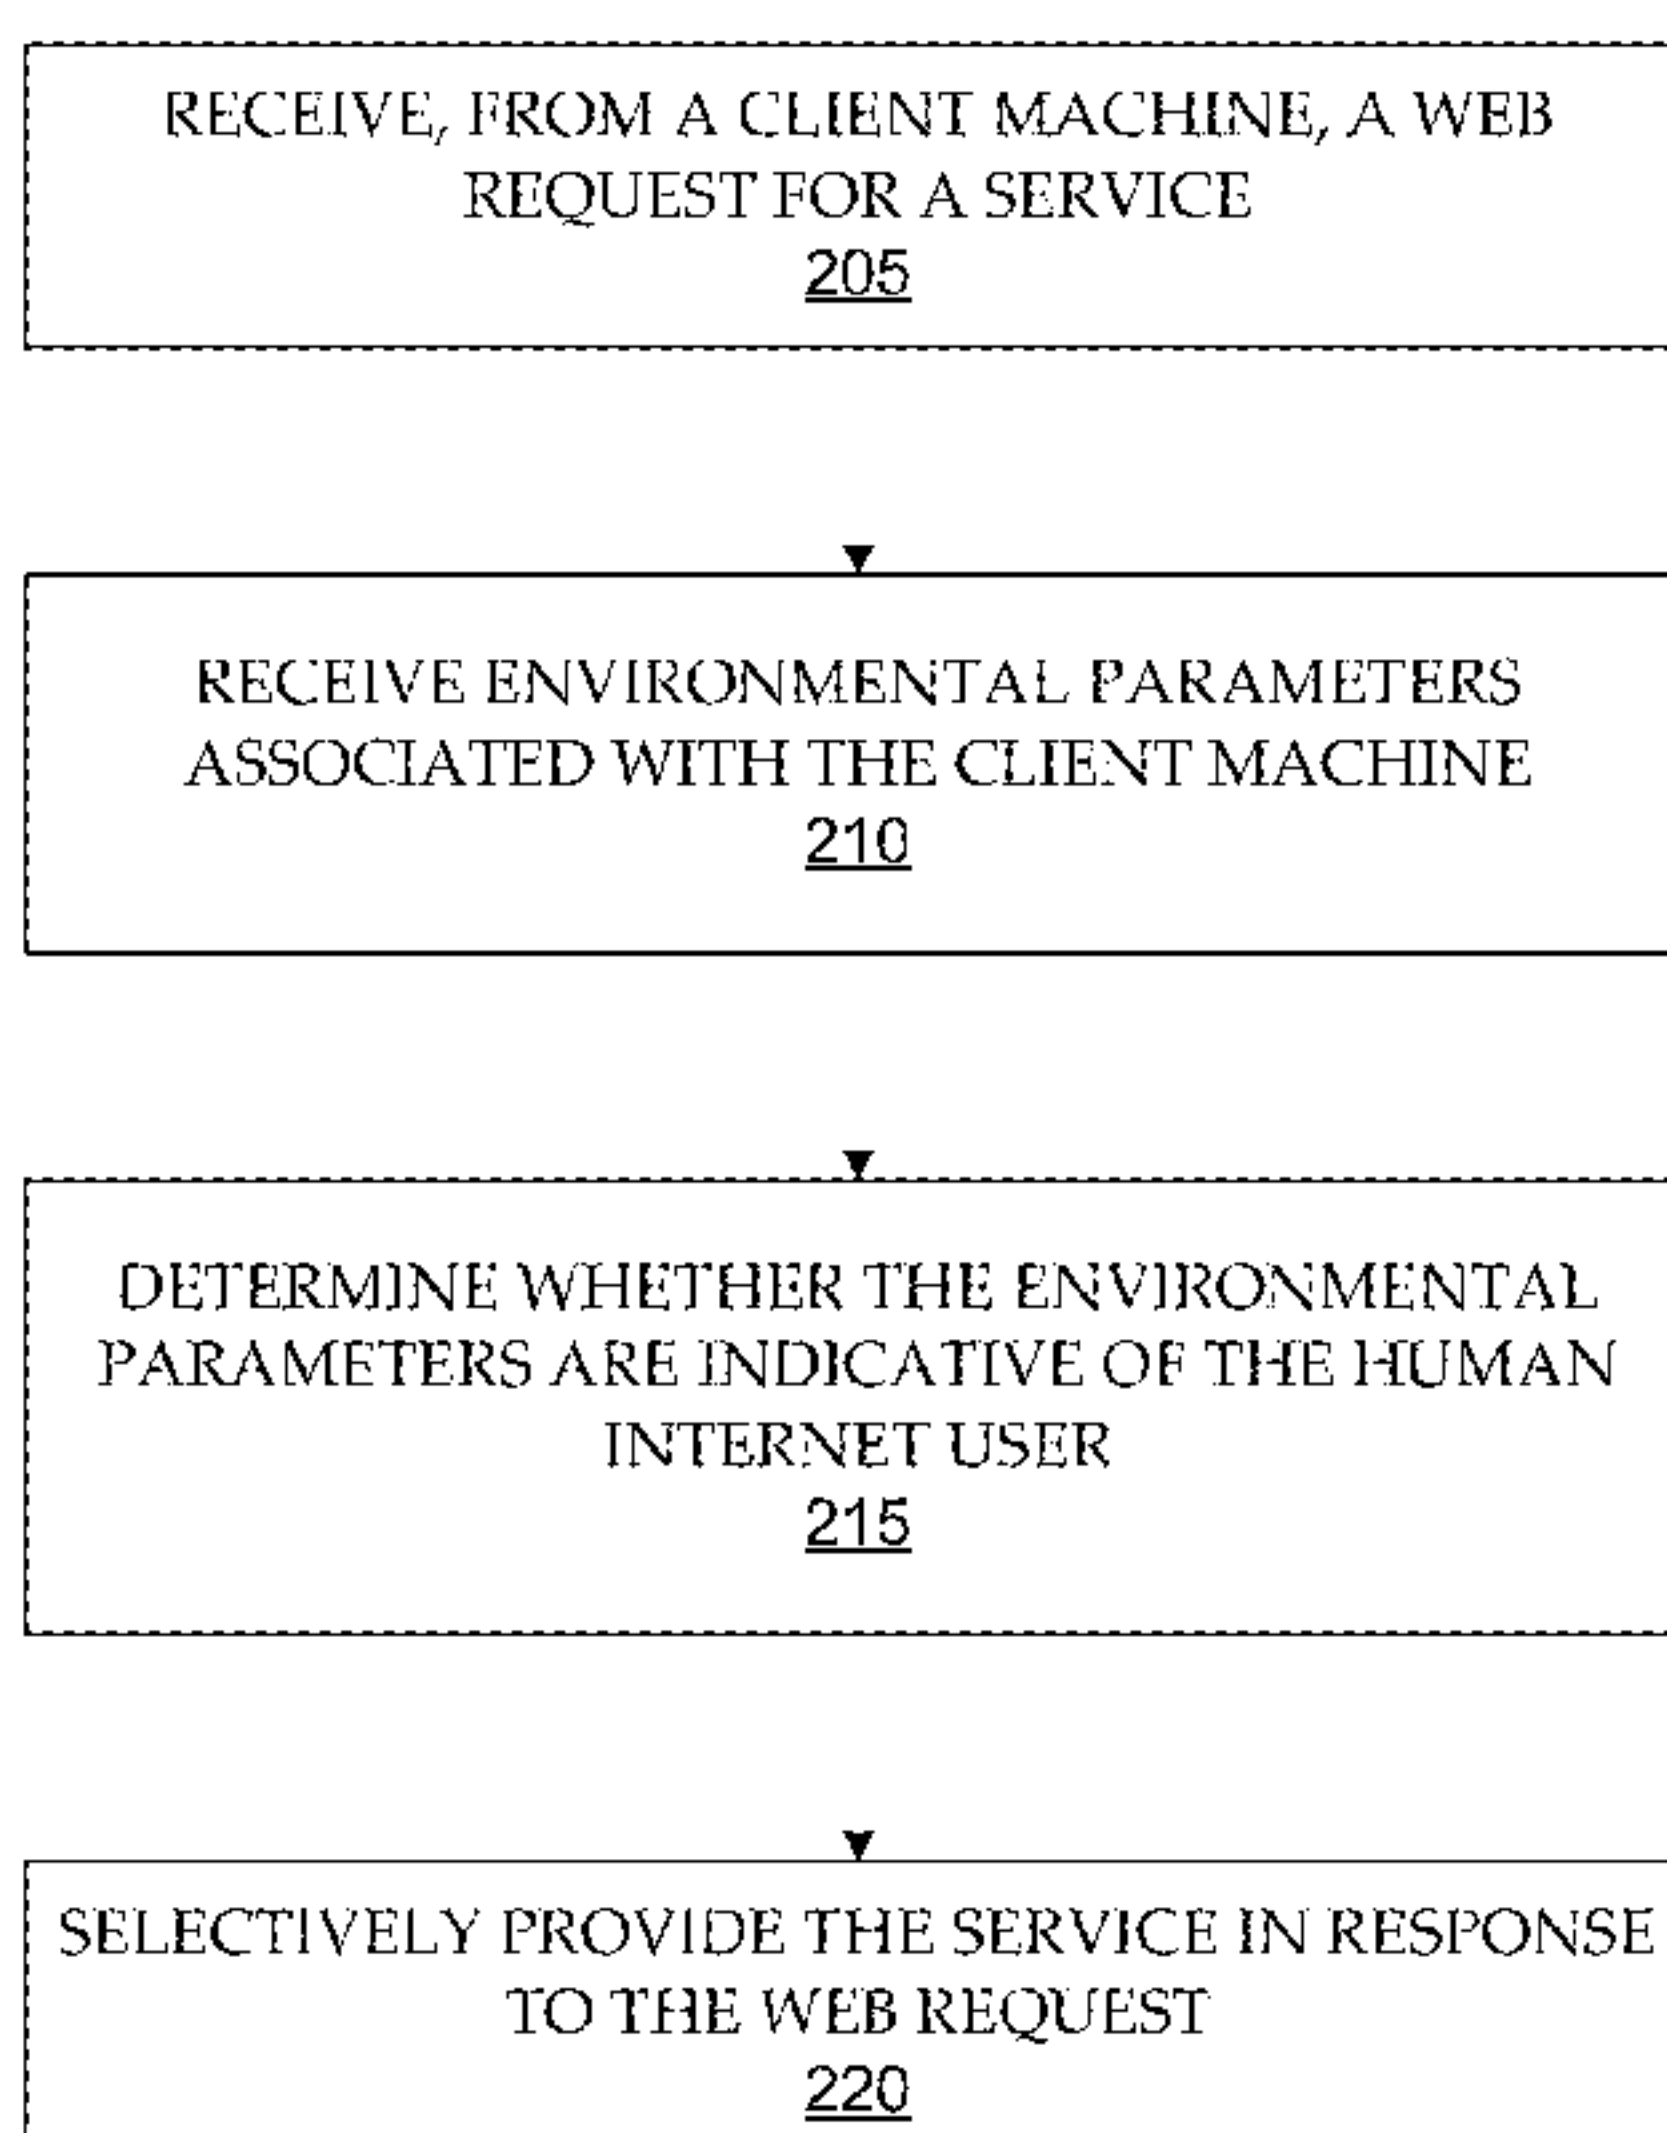 RECEIVE, FROM A CLIENT MACHINE, A WEB
REQUEST FOR A SERVICE
205
RECEIVE ENVIRONMENTAL PARAMETERS
ASSOCIATED WITH THE CLIENT MACHINE
210
DETERMINE WHETHER THE ENVIRONMENTAL
PARAMETERS ARE INDICATIVE OF THE HUMAN
INTERNET USER
215
SELECTIVELY PROVIDE THE SERVICE IN RESPONSE
TO THE WEB REQUEST
220